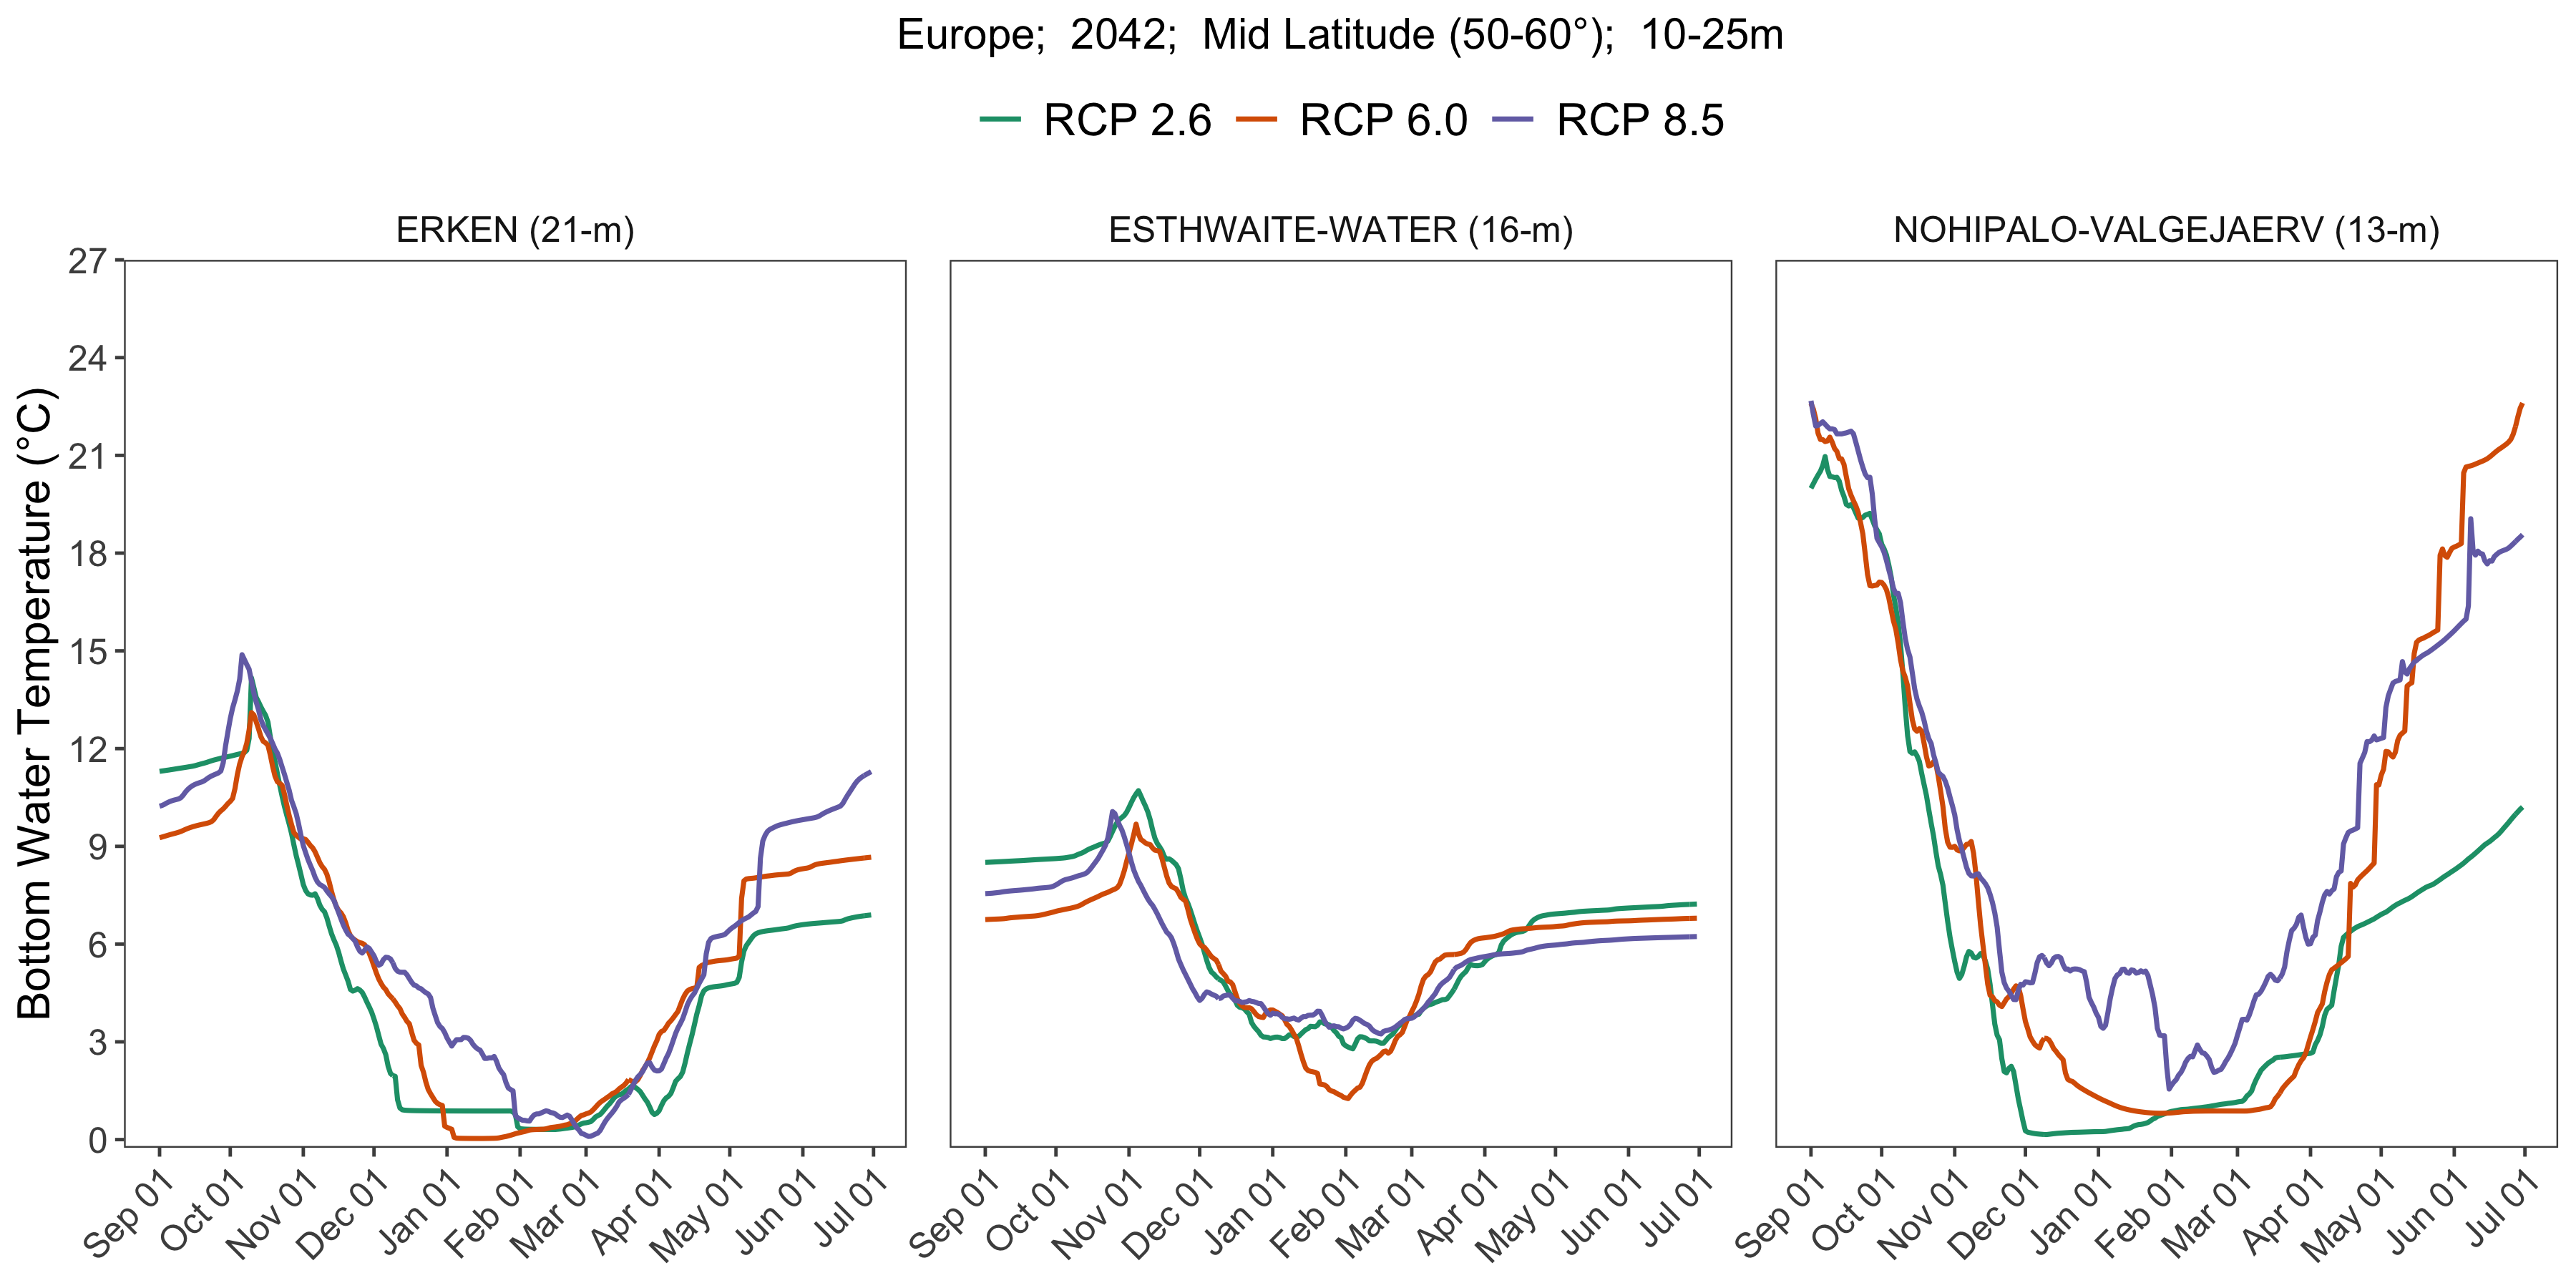 Europe;  2042;  Mid Latitude (50-60°);  10-25m
RCP 2.6 RCP 6.0 RCP 8.5
ERKEN (21-m) ESTHWAITE-WATER (16-m) NOHIPALO-VALGEJAERV (13-m)
Bottom Water Temperature (°C)
27
24
21
18
15
12
9
6
3
0
Sep 01 Oct 01 Nov 01 Dec 01 Jan 01 Feb 01 Mar 01 Apr 01 May 01 Jun 01 Jul 01
Sep 01 Oct 01 Nov 01 Dec 01 Jan 01 Feb 01 Mar 01 Apr 01 May 01 Jun 01 Jul 01
Sep 01 Oct 01 Nov 01 Dec 01 Jan 01 Feb 01 Mar 01 Apr 01 May 01 Jun 01 Jul 01